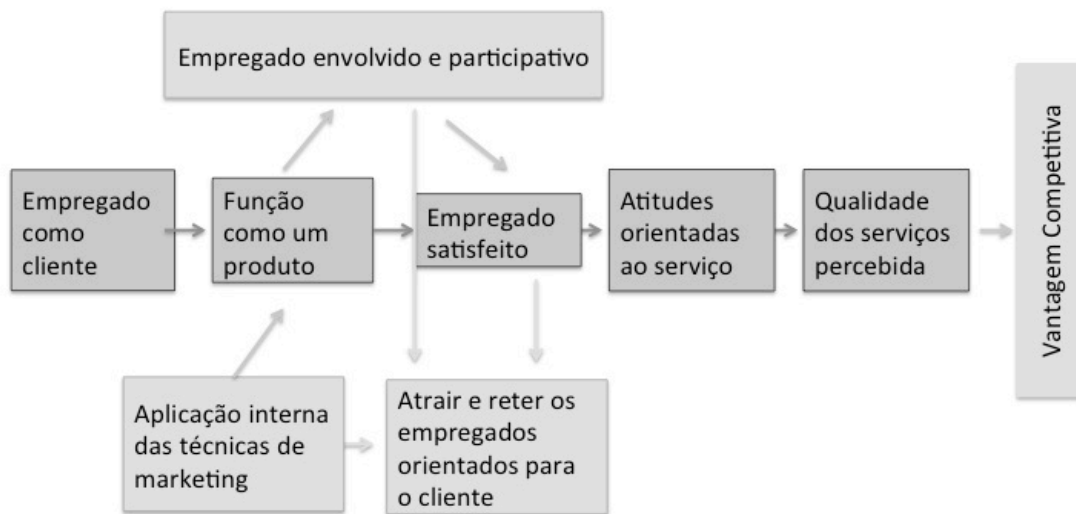 Empregado envolvido e participativo
Empregado
como
cliente
Função
como um
produto
Empregado
satisfeito
Atitudes
orientadas
ao serviço
Qualidade
dos serviços
percebida
Vantagem Competitiva
Aplicação interna
das técnicas de
marketing
Atrair e reter os
empregados
orientados para
o cliente